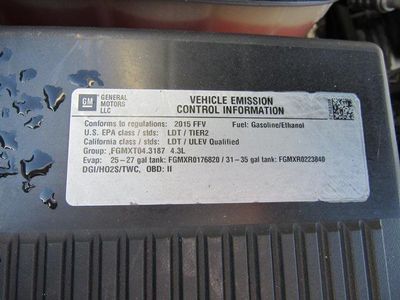 GM
GENERAL
MOTORS
LLC
VEHICLE EMISSION
CONTROL INFORMATION
Conforms to regulations: 2015 FFV Fuel: Gasoline/Ethanol
U.S. EPA class / stds: LDT / TIER2
California class / stds: LDT / ULEV Qualified
Group: ,FGMXT04.3187 4.3L
Evap: 25-27 gal tank: FGMXR0176820 / 31-35 gal tank: FGMXR0223840
DGI/HO2S/TWC, OBD: II